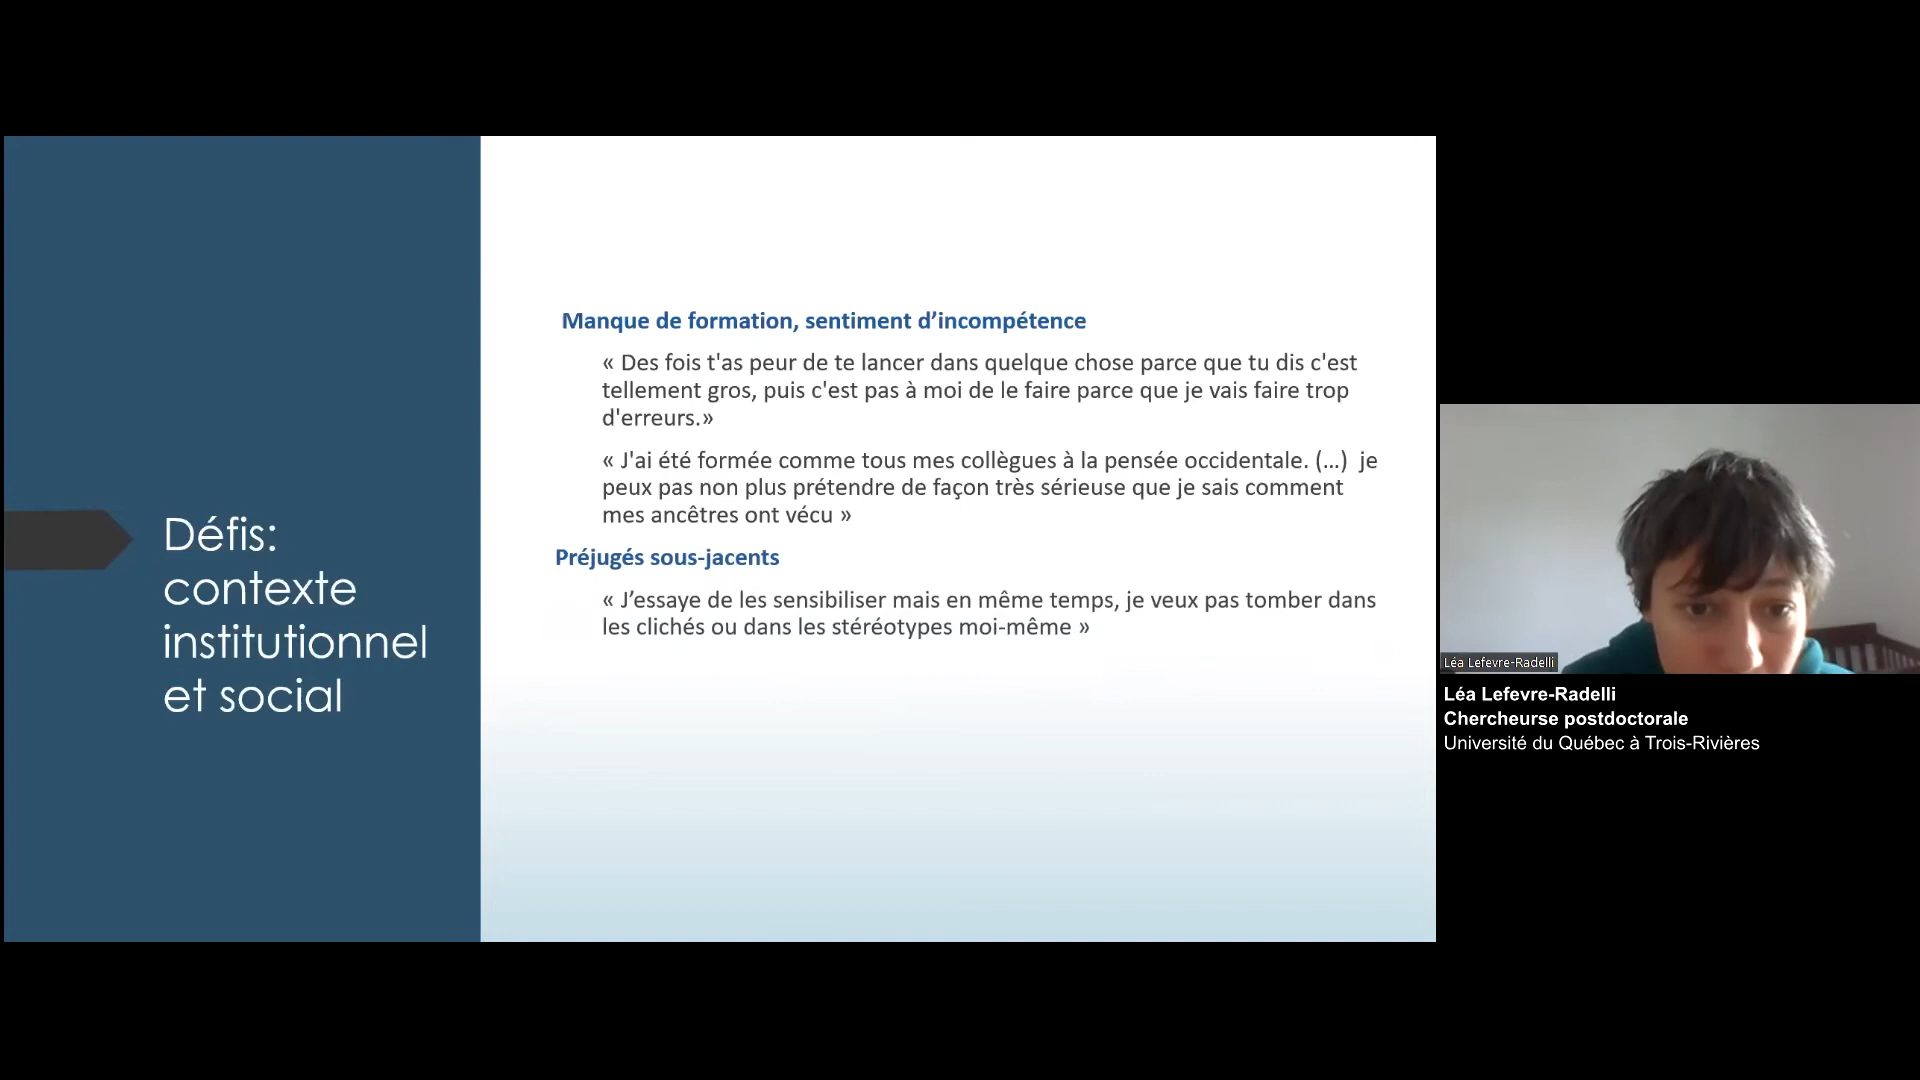 Défis:
contexte
institutionnel
et social
Manque de formation, sentiment d’incompétence
« Des fois t'as peur de te lancer dans quelque chose parce que tu dis c'est
tellement gros, puis c'est pas à moi de le faire parce que je vais faire trop
d'erreurs.»
« J'ai été formée comme tous mes collègues à la pensée occidentale. (…)  je
peux pas non plus prétendre de façon très sérieuse que je sais comment
mes ancêtres ont vécu »
Préjugés sous-jacents
« J’essaye de les sensibiliser mais en même temps, je veux pas tomber dans
les clichés ou dans les stéréotypes moi-même »
Léa Lefevre-Radelli
Léa Lefevre-Radelli
Chercheurse postdoctorale
Université du Québec à Trois-Rivières